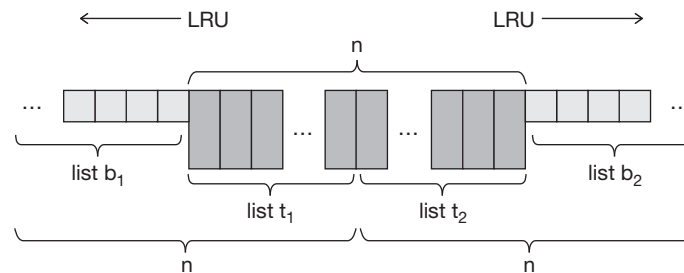 LRU LRU
n
... ... ... ...
list b₁ list b₂
list t₁ list t₂
n n